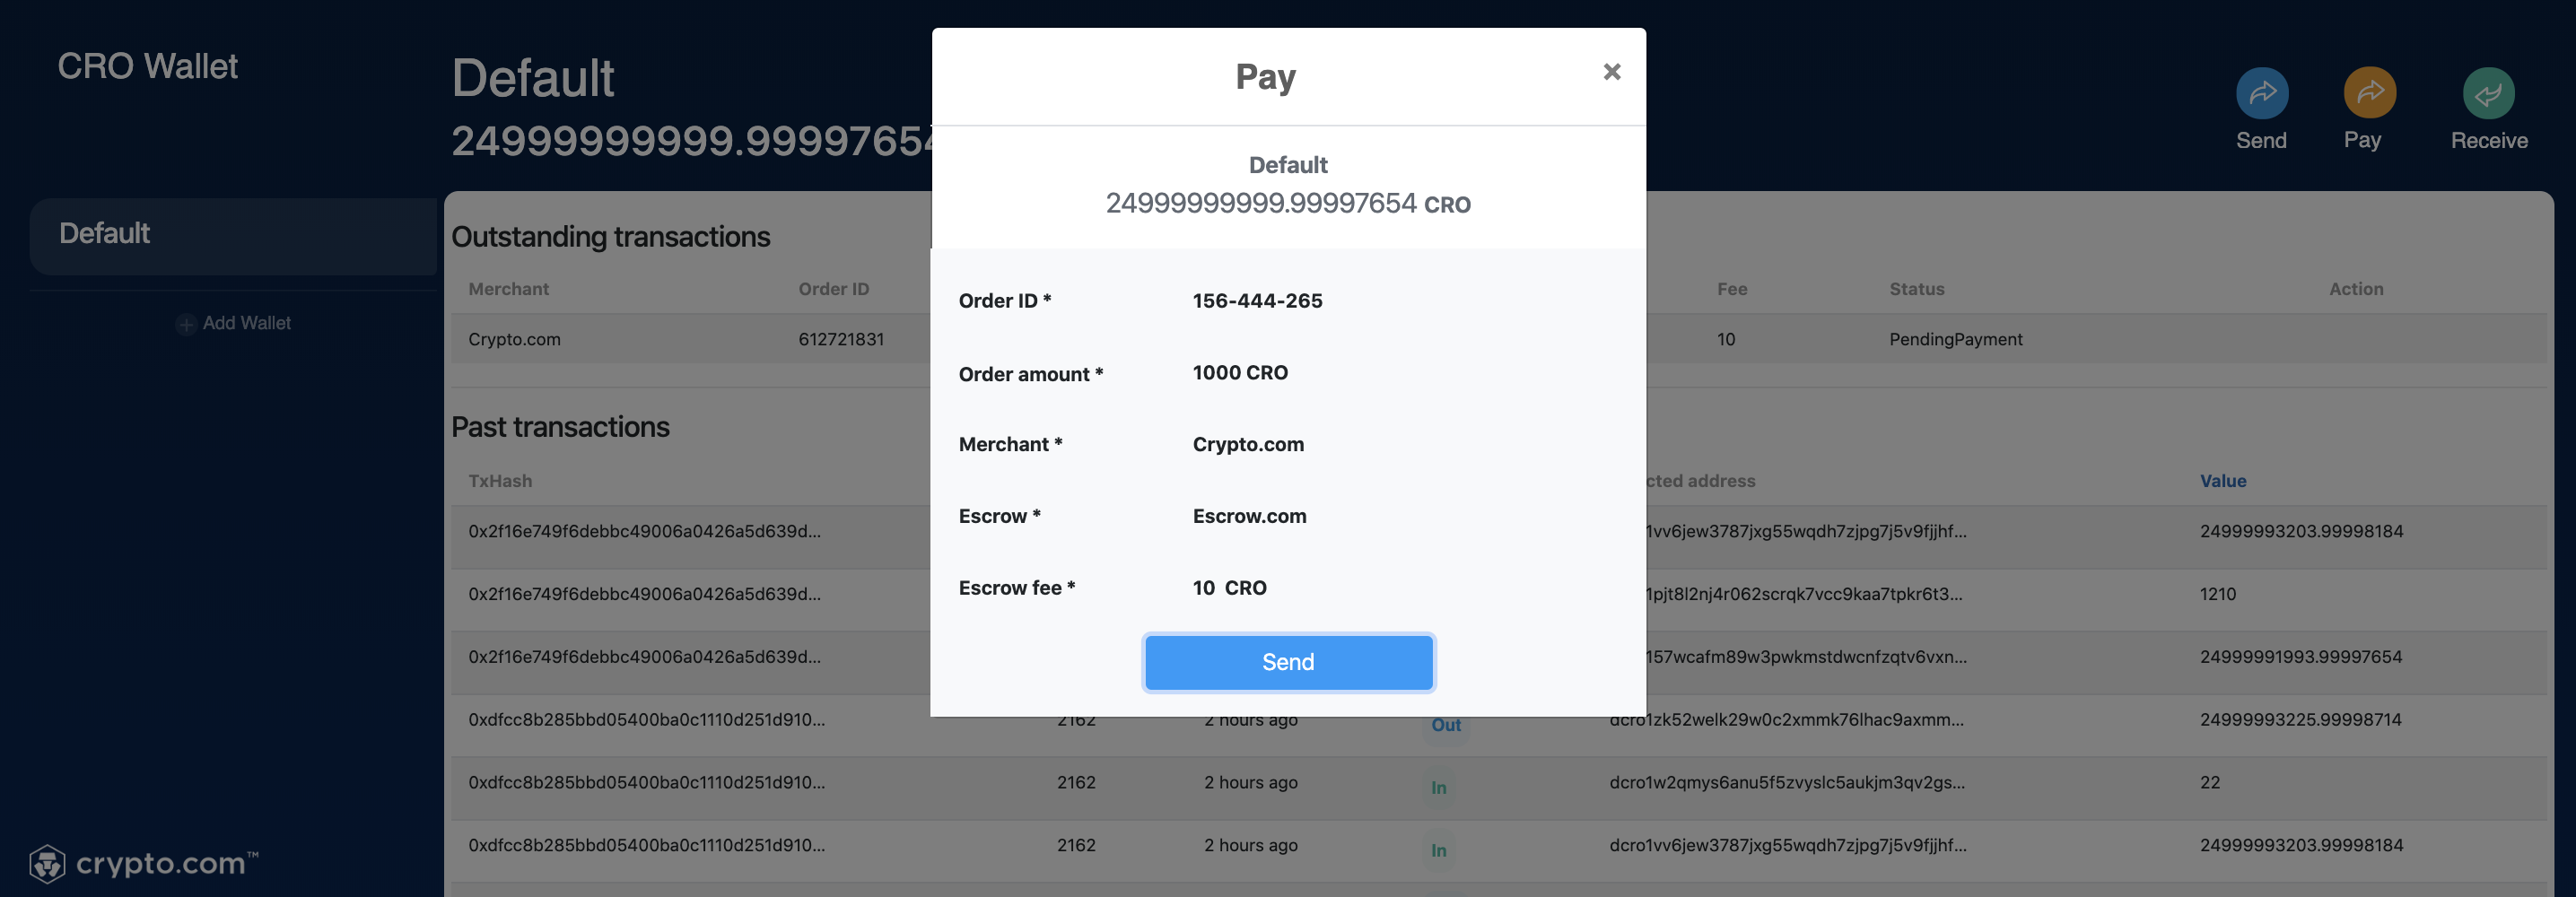 CRO Wallet
Default
24999999999.99997654
Send
Pay
Receive
Default
Add Wallet
Outstanding transactions
Merchant Order ID Fee Status Action
Crypto.com 612721831 10 PendingPayment
Past transactions
TxHash cted address Value
0x2f16e749f6debbc49006a0426a5d639d... 1vv6jew3787jxg55wqdh7zjpg7j5v9fjjhf... 24999993203.99998184
0x2f16e749f6debbc49006a0426a5d639d... 1pjt8l2nj4r062scrqk7vcc9kaa7tpkr6t3... 1210
0x2f16e749f6debbc49006a0426a5d639d... 157wcafm89w3pwkmstdwcnfzqtv6vxn... 24999991993.99997654
0xdfcc8b285bbd05400ba0c1110d251d910... 2162 2 hours ago Out dcro1zk52welk29w0c2xmmk76lhac9axmm... 24999993225.99998714
0xdfcc8b285bbd05400ba0c1110d251d910... 2162 2 hours ago In dcro1w2qmys6anu5f5zvyslc5aukjm3qv2gs... 22
0xdfcc8b285bbd05400ba0c1110d251d910... 2162 2 hours ago In dcro1vv6jew3787jxg55wqdh7zjpg7j5v9fjjhf... 24999993203.99998184
crypto.com™
Pay ×
Default
24999999999.99997654 CRO
Order ID * 156-444-265
Order amount * 1000 CRO
Merchant * Crypto.com
Escrow * Escrow.com
Escrow fee * 10 CRO
Send